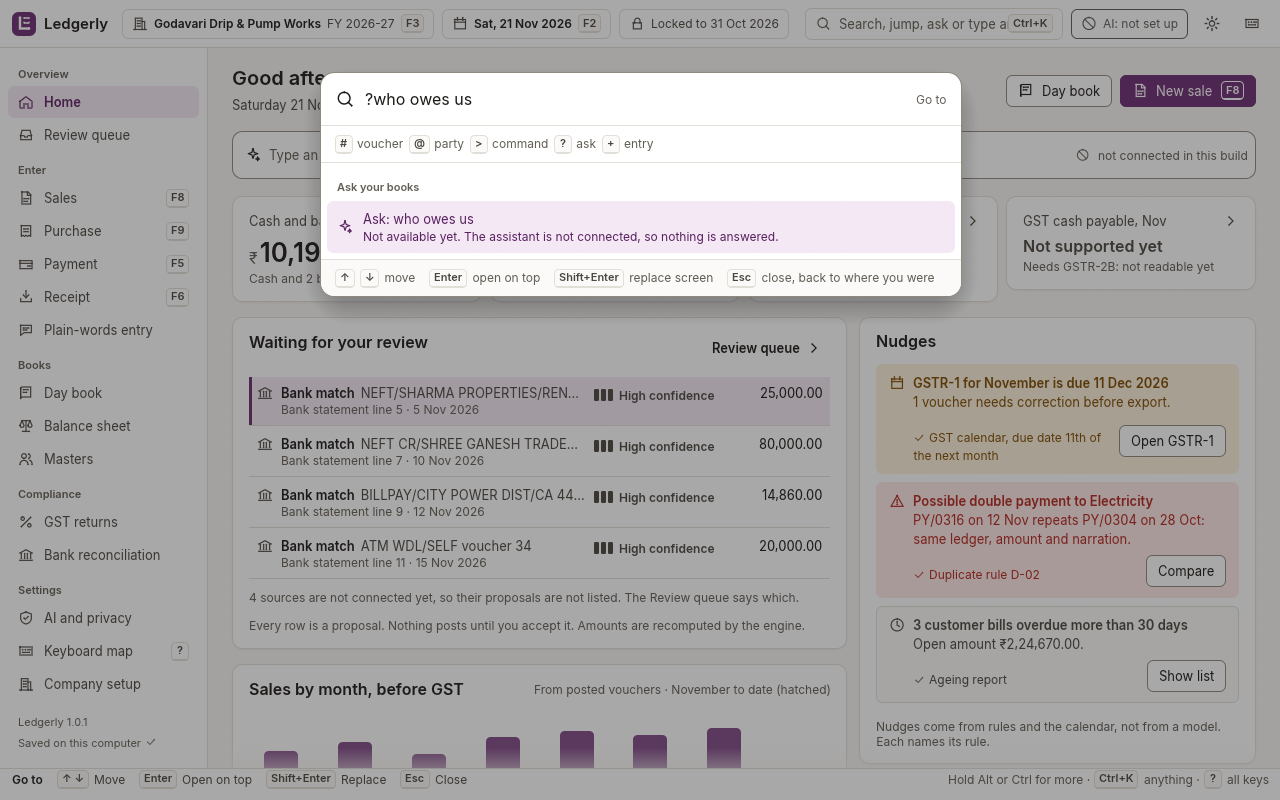 Ledgerly
Godavari Drip & Pump Works FY 2026-27 F3
Sat, 21 Nov 2026 F2
Locked to 31 Oct 2026
Search, jump, ask or type a Ctrl+K
AI: not set up
Overview
Home
Review queue
Enter
Sales F8
Purchase F9
Payment F5
Receipt F6
Plain-words entry
Books
Day book
Balance sheet
Masters
Compliance
GST returns
Bank reconciliation
Settings
AI and privacy
Keyboard map ?
Company setup
Ledgerly 1.0.1
Saved on this computer
Good afte
Saturday 21 No
Day book
New sale F8
?who owes us
Go to
# voucher @ party > command ? ask + entry
Ask your books
Ask: who owes us
Not available yet. The assistant is not connected, so nothing is answered.
↑ ↓ move Enter open on top Shift+Enter replace screen Esc close, back to where you were
Type an
not connected in this build
Cash and ba
₹10,19
Cash and 2 b
GST cash payable, Nov
Not supported yet
Needs GSTR-2B: not readable yet
Waiting for your review
Review queue
Bank match NEFT/SHARMA PROPERTIES/REN... High confidence 25,000.00
Bank statement line 5 · 5 Nov 2026
Bank match NEFT CR/SHREE GANESH TRADE... High confidence 80,000.00
Bank statement line 7 · 10 Nov 2026
Bank match BILLPAY/CITY POWER DIST/CA 44... High confidence 14,860.00
Bank statement line 9 · 12 Nov 2026
Bank match ATM WDL/SELF voucher 34 High confidence 20,000.00
Bank statement line 11 · 15 Nov 2026
4 sources are not connected yet, so their proposals are not listed. The Review queue says which.
Every row is a proposal. Nothing posts until you accept it. Amounts are recomputed by the engine.
Sales by month, before GST
From posted vouchers · November to date (hatched)
Nudges
GSTR-1 for November is due 11 Dec 2026
1 voucher needs correction before export.
✓ GST calendar, due date 11th of
the next month
Open GSTR-1
Possible double payment to Electricity
PY/0316 on 12 Nov repeats PY/0304 on 28 Oct:
same ledger, amount and narration.
✓ Duplicate rule D-02
Compare
3 customer bills overdue more than 30 days
Open amount ₹2,24,670.00.
✓ Ageing report
Show list
Nudges come from rules and the calendar, not from a model.
Each names its rule.
Go to ↑ ↓ Move Enter Open on top Shift+Enter Replace Esc Close
Hold Alt or Ctrl for more · Ctrl+K anything · ? all keys